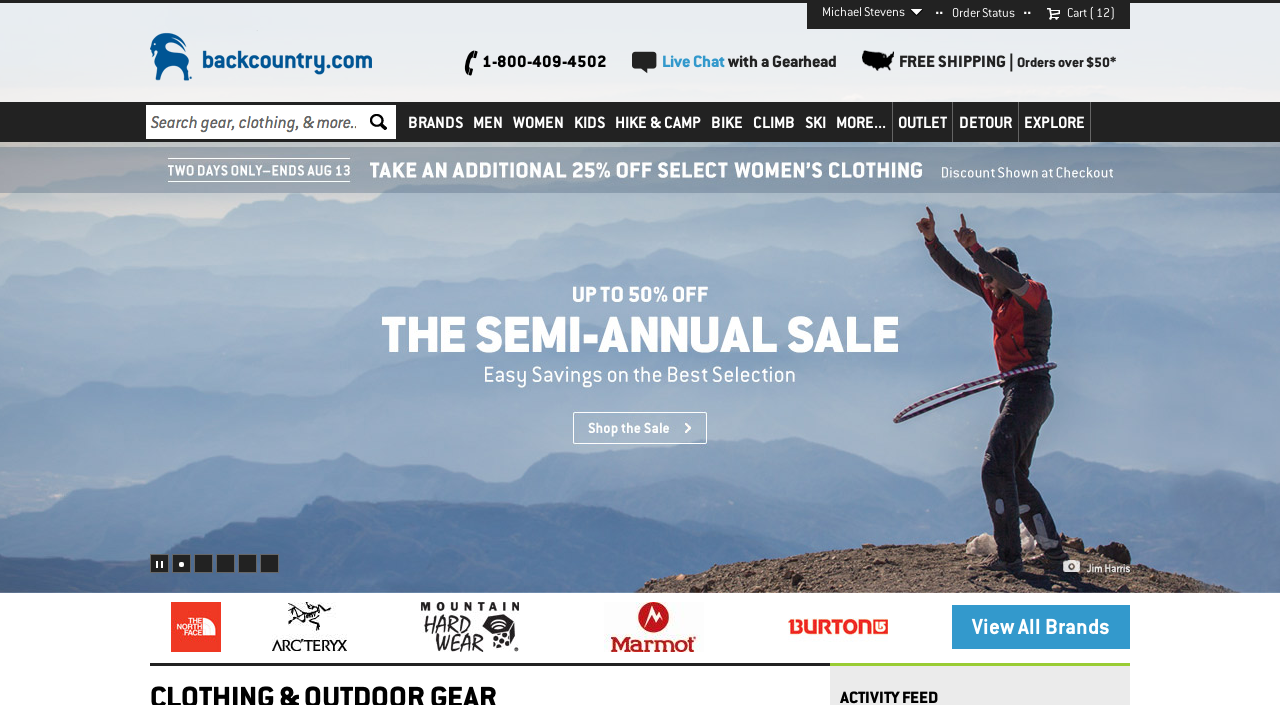 Michael Stevens
Order Status
Cart ( 12)
backcountry.com
1-800-409-4502
Live Chat with a Gearhead
FREE SHIPPING | Orders over $50*
Search gear, clothing, & more..
BRANDS MEN WOMEN KIDS HIKE & CAMP BIKE CLIMB SKI MORE... OUTLET DETOUR EXPLORE
TWO DAYS ONLY–ENDS AUG 13
TAKE AN ADDITIONAL 25% OFF SELECT WOMEN'S CLOTHING
Discount Shown at Checkout
UP TO 50% OFF
THE SEMI-ANNUAL SALE
Easy Savings on the Best Selection
Shop the Sale
Jim Harris
THE
NORTH
FACE
ARC'TERYX
MOUNTAIN
HARD
WEAR
Marmot
BURTON
View All Brands
CLOTHING & OUTDOOR GEAR
ACTIVITY FEED